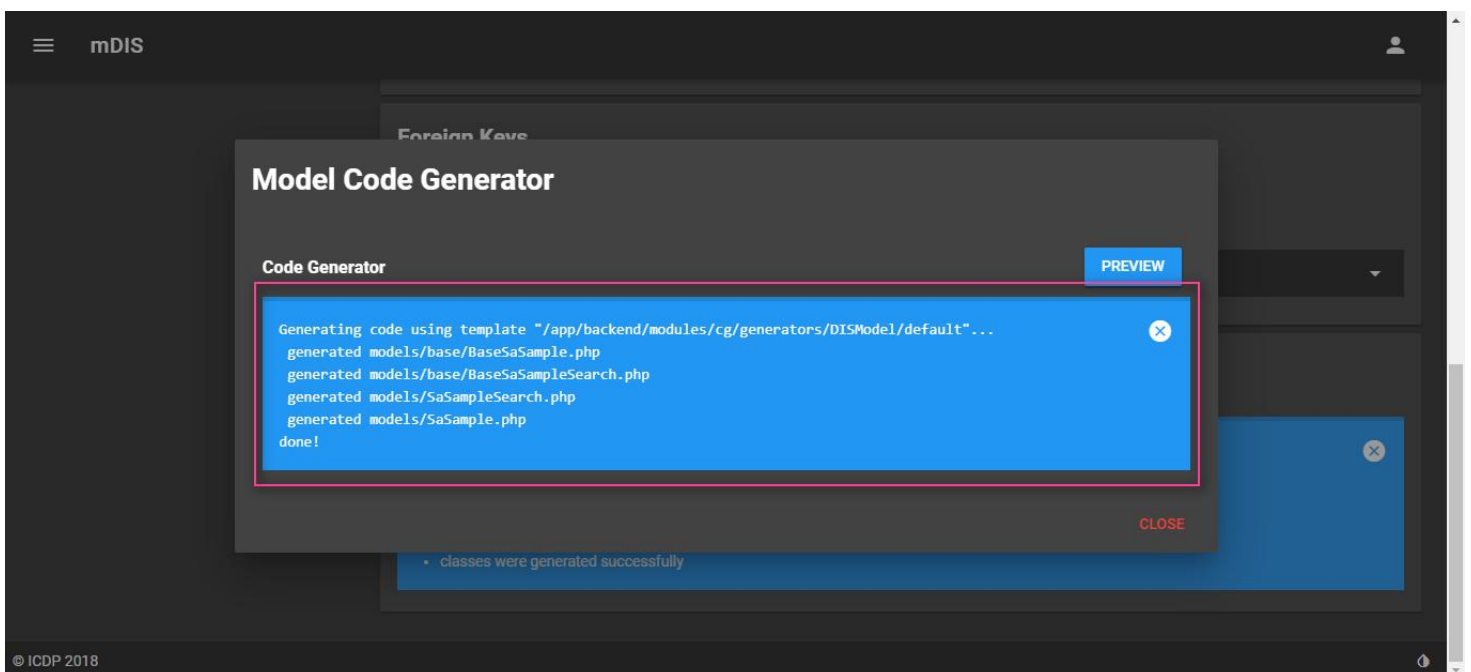 mDIS
Foreign Keys
Model Code Generator
Code Generator
PREVIEW
Generating code using template "/app/backend/modules/cg/generators/DISModel/default"...
generated models/base/BaseSaSample.php
generated models/base/BaseSaSampleSearch.php
generated models/SaSampleSearch.php
generated models/SaSample.php
done!
CLOSE
• classes were generated successfully
© ICDP 2018